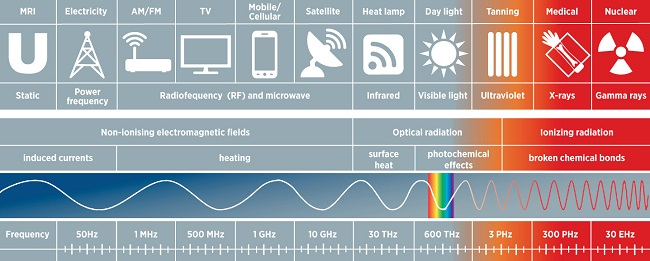 MRI
Electricity
AM/FM
TV
Mobile/
Cellular
Satellite
Heat lamp
Day light
Tanning
Medical
Nuclear
Static
Power
frequency
Radiofequency (RF) and microwave
Infrared
Visible light
Ultraviolet
X-rays
Gamma rays
Non-ionising electromagnetic fields
Optical radiation
Ionizing radiation
induced currents
heating
surface
heat
photochemical
effects
broken chemical bonds
Frequency
50Hz
1 MHz
500 MHz
1 GHz
10 GHz
30 THz
600 THz
3 PHz
300 PHz
30 EHz